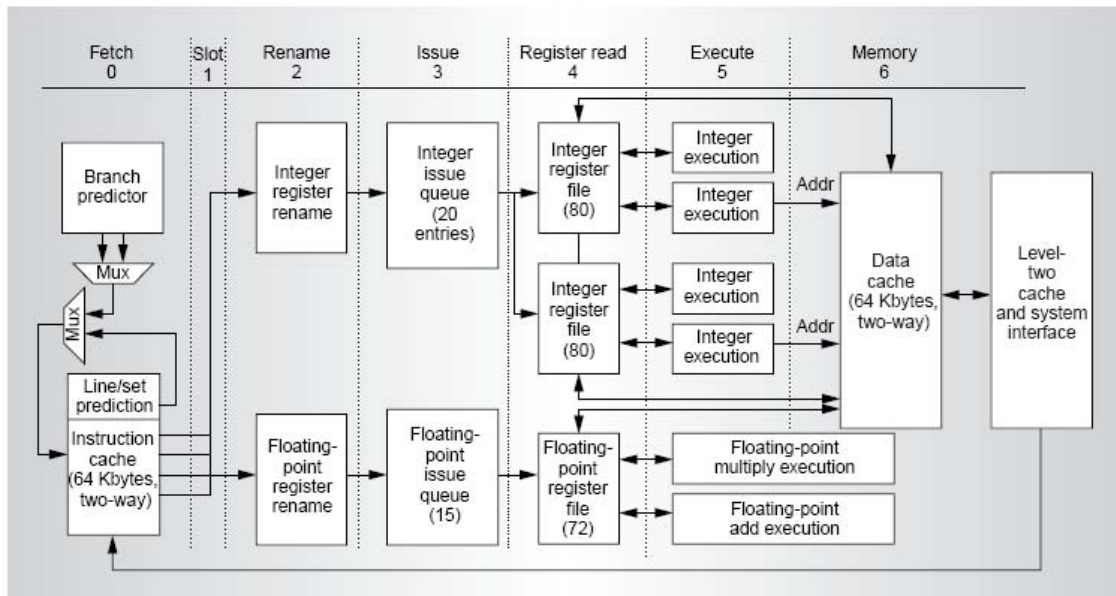 Fetch
0
Slot
1
Rename
2
Issue
3
Register read
4
Execute
5
Memory
6
Branch
predictor
Mux
Mux
Line/set
prediction
Instruction
cache
(64 Kbytes,
two-way)
Integer
register
rename
Integer
issue
queue
(20
entries)
Integer
register
file
(80)
Integer
register
file
(80)
Integer
execution
Integer
execution
Integer
execution
Integer
execution
Addr
Addr
Data
cache
(64 Kbytes,
two-way)
Level-
two
cache
and system
interface
Floating-
point
register
rename
Floating-
point
issue
queue
(15)
Floating-
point
register
file
(72)
Floating-point
multiply execution
Floating-point
add execution